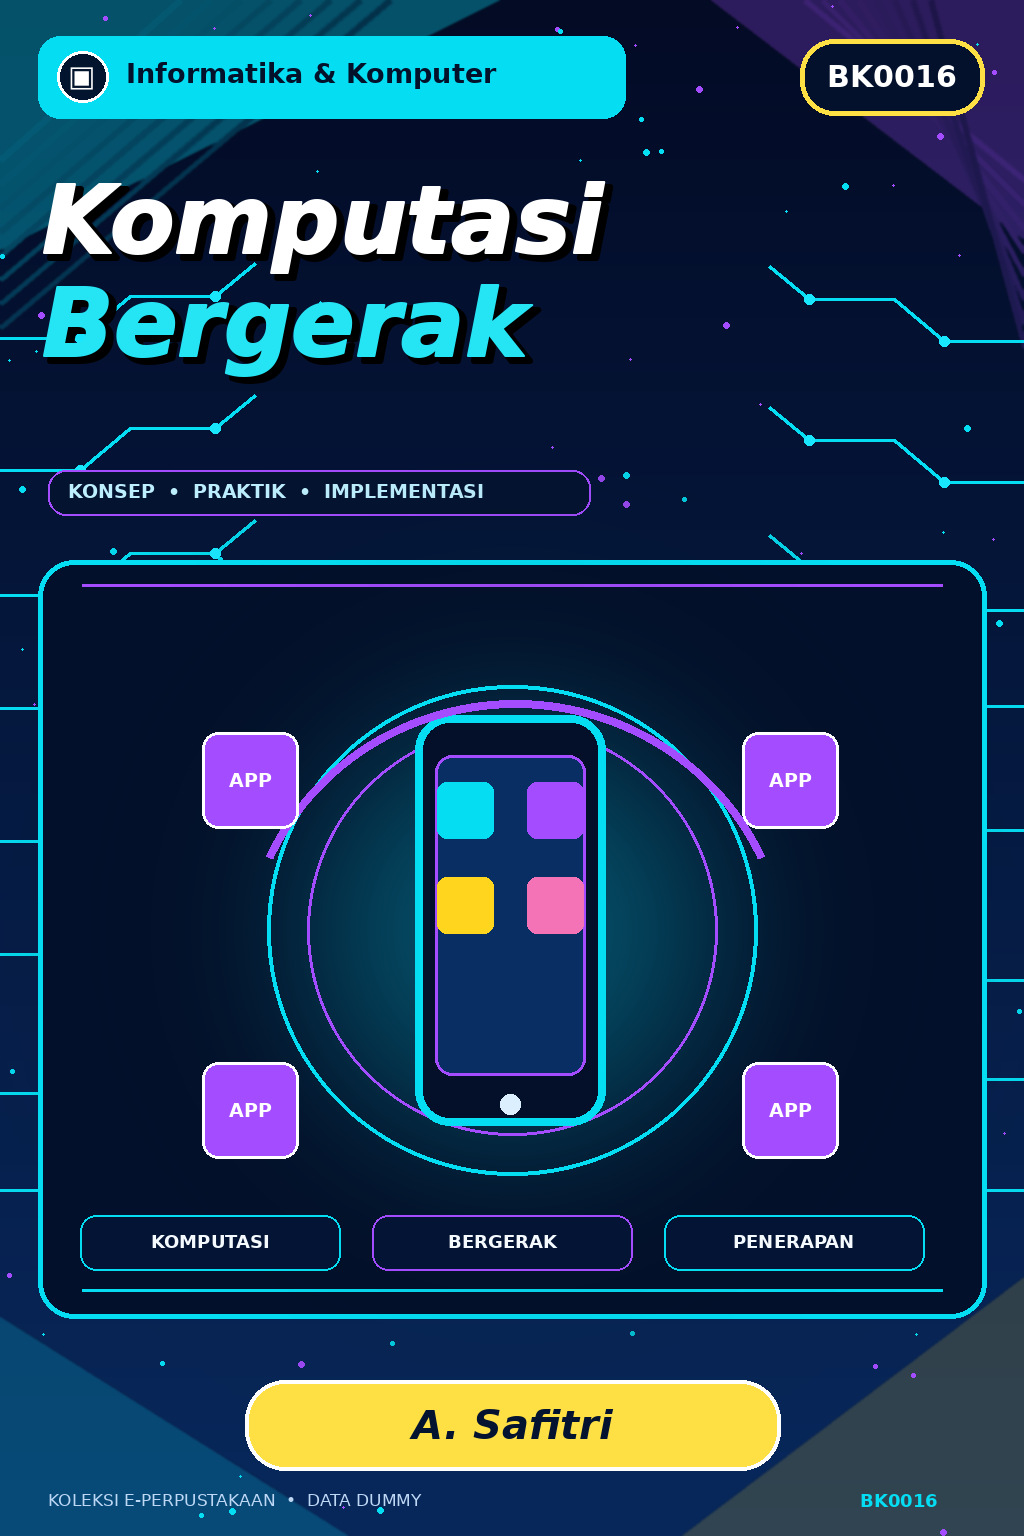 Informatika & Komputer
BK0016
Komputasi
Bergerak
KONSEP • PRAKTIK • IMPLEMENTASI
APP
APP
APP
APP
KOMPUTASI
BERGERAK
PENERAPAN
A. Safitri
KOLEKSI E-PERPUSTAKAAN • DATA DUMMY
BK0016